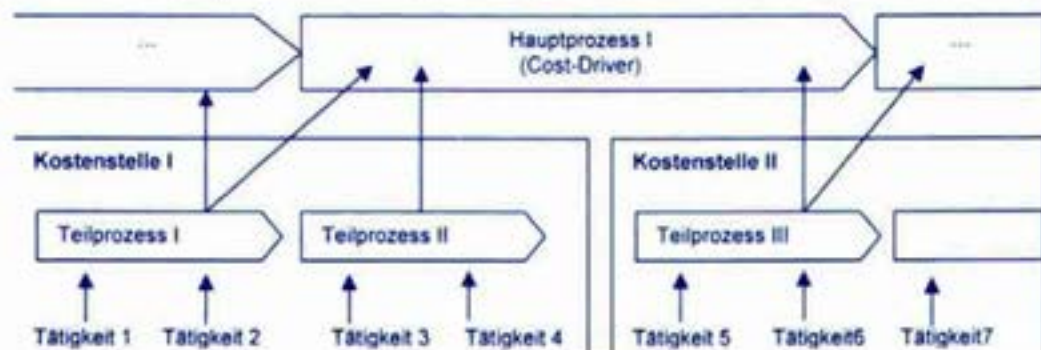 ...
Hauptprozess I
(Cost-Driver)
...
Kostenstelle I
Kostenstelle II
Teilprozess I
Teilprozess II
Teilprozess III
Tätigkeit 1
Tätigkeit 2
Tätigkeit 3
Tätigkeit 4
Tätigkeit 5
Tätigkeit6
Tätigkeit7